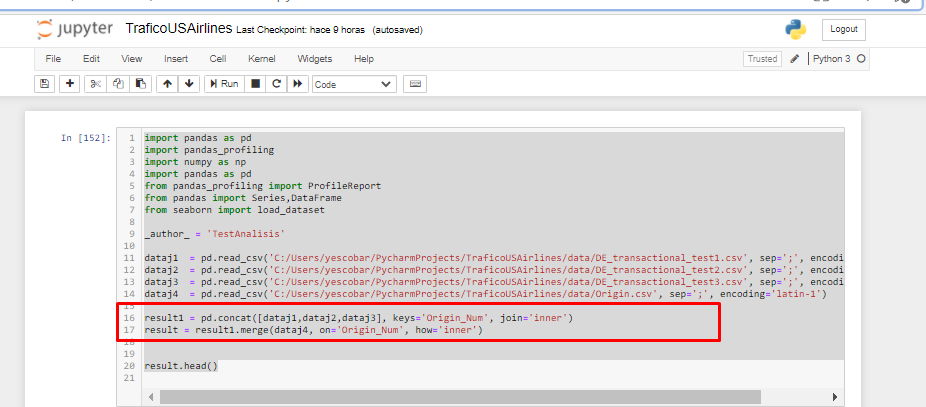 jupyter TraficoUSAirlines Last Checkpoint: hace 9 horas (autosaved)
Logout
File Edit View Insert Cell Kernel Widgets Help
Trusted Python 3
Run Code
In [152]:
1 import pandas as pd
2 import pandas_profiling
3 import numpy as np
4 import pandas as pd
5 from pandas_profiling import ProfileReport
6 from pandas import Series,DataFrame
7 from seaborn import load_dataset
8
9 _author_ = 'TestAnalisis'
10
11 dataj1 = pd.read_csv('C:/Users/yescobar/PycharmProjects/TraficoUSAirlines/data/DE_transactional_test1.csv', sep=';', encodi
12 dataj2 = pd.read_csv('C:/Users/yescobar/PycharmProjects/TraficoUSAirlines/data/DE_transactional_test2.csv', sep=';', encodi
13 dataj3 = pd.read_csv('C:/Users/yescobar/PycharmProjects/TraficoUSAirlines/data/DE_transactional_test3.csv', sep=';', encodi
14 dataj4 = pd.read_csv('C:/Users/yescobar/PycharmProjects/TraficoUSAirlines/data/Origin.csv', sep=';', encoding='latin-1')
15
16 result1 = pd.concat([dataj1,dataj2,dataj3], keys='Origin_Num', join='inner')
17 result = result1.merge(dataj4, on='Origin_Num', how='inner')
18
19
20 result.head()
21